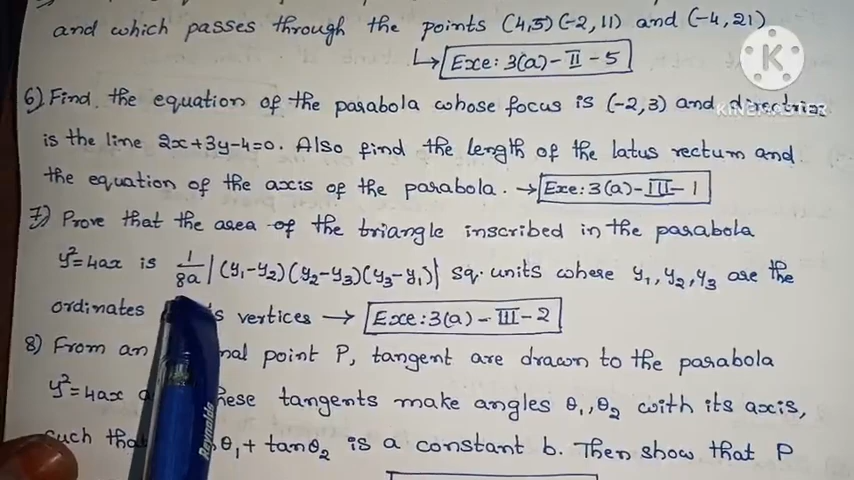 and which passes through the points (4,5) (-2,11) and (-4,21)
↳ Exe: 3(a)-II-5
K
KINEMASTER
6) Find the equation of the parabola whose focus is (-2,3) and directrix
is the line 2x+3y-4=0. Also find the length of the latus rectum and
the equation of the axis of the parabola. → Exe: 3(a)-III-1
7) Prove that the area of the triangle inscribed in the parabola
y²=4ax is 1/8a |(y₁-y₂)(y₂-y₃)(y₃-y₁)| sq. units where y₁, y₂, y₃ are the
ordinates vertices → Exe: 3(a)-III-2
8) From an point P, tangent are drawn to the parabola
y²=4ax these tangents make angles θ₁, θ₂ with its axis,
such that θ₁ + tanθ₂ is a constant b. Then show that P
Reynolds